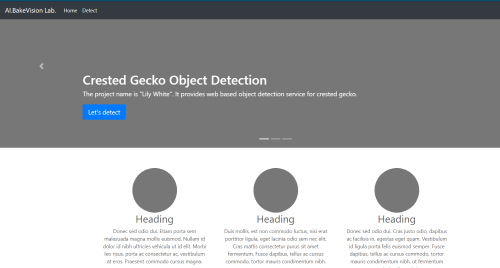 AI.BakeVision Lab. Home Detect
Crested Gecko Object Detection
The project name is "Lily White". It provides web based object detection service for crested gecko.
Let's detect
Heading
Donec sed odio dui. Etiam porta sem
malesuada magna mollis euismod. Nullam id
dolor id nibh ultricies vehicula ut id elit. Morbi
leo risus, porta ac consectetur ac, vestibulum
at eros. Praesent commodo cursus magna.
Heading
Duis mollis, est non commodo luctus, nisi erat
porttitor ligula, eget lacinia odio sem nec elit.
Cras mattis consectetur purus sit amet
fermentum. Fusce dapibus, tellus ac cursus
commodo, tortor mauris condimentum nibh.
Heading
Donec sed odio dui. Cras justo odio, dapibus
ac facilisis in, egestas eget quam. Vestibulum
id ligula porta felis euismod semper. Fusce
dapibus, tellus ac cursus commodo, tortor
mauris condimentum nibh, ut fermentum